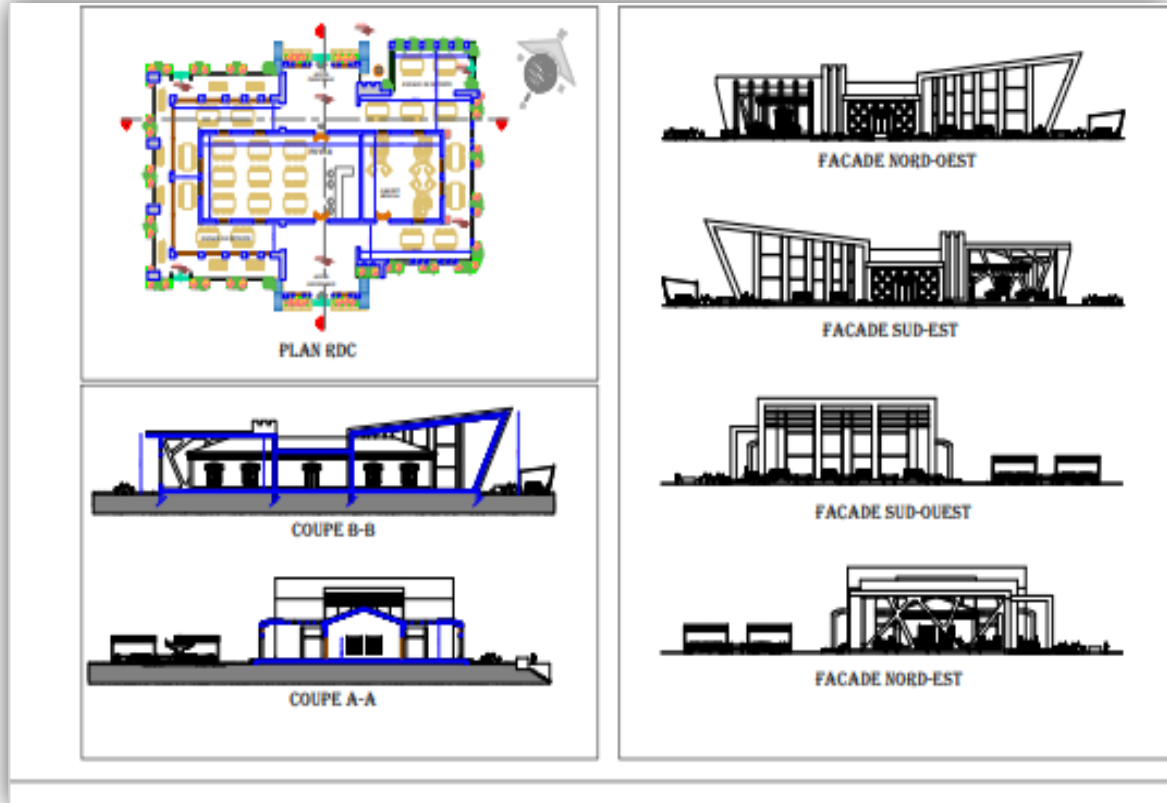 PLAN RDC
COUPE B-B
COUPE A-A
FACADE NORD-OEST
FACADE SUD-EST
FACADE SUD-OUEST
FACADE NORD-EST